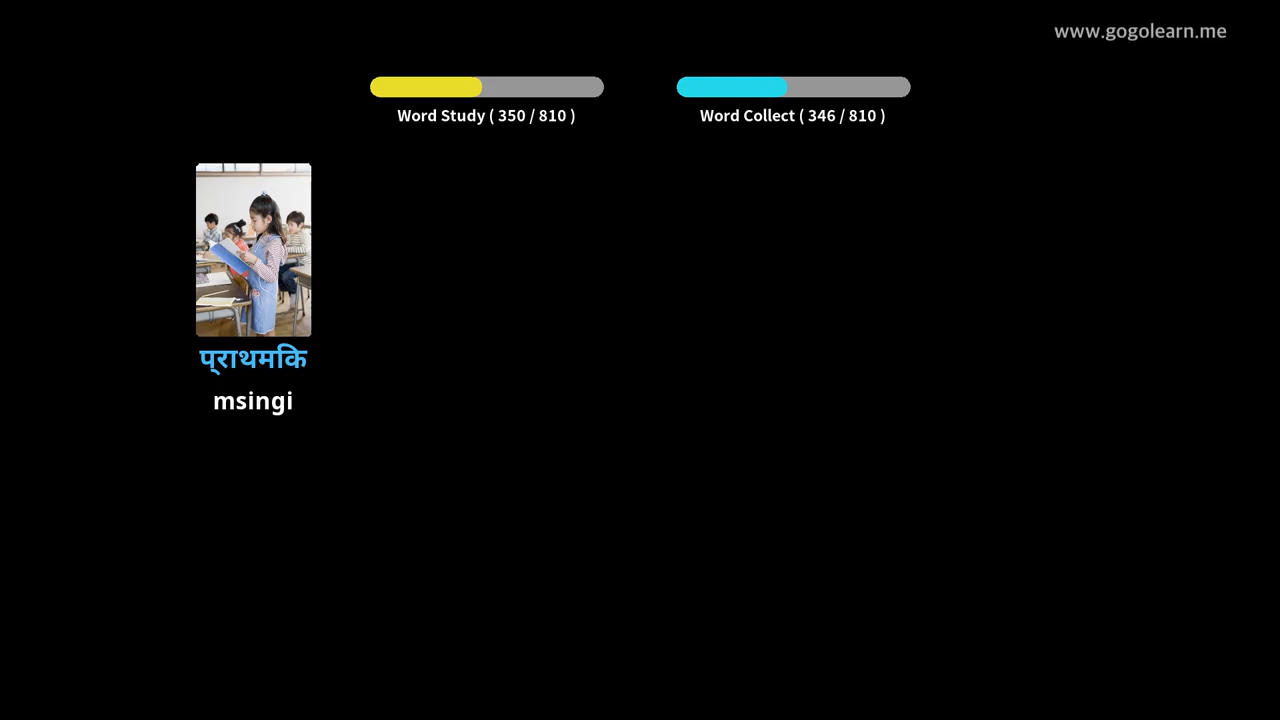 www.gogolearn.me
Word Study ( 350 / 810 )
Word Collect ( 346 / 810 )
प्राथमकि
msingi